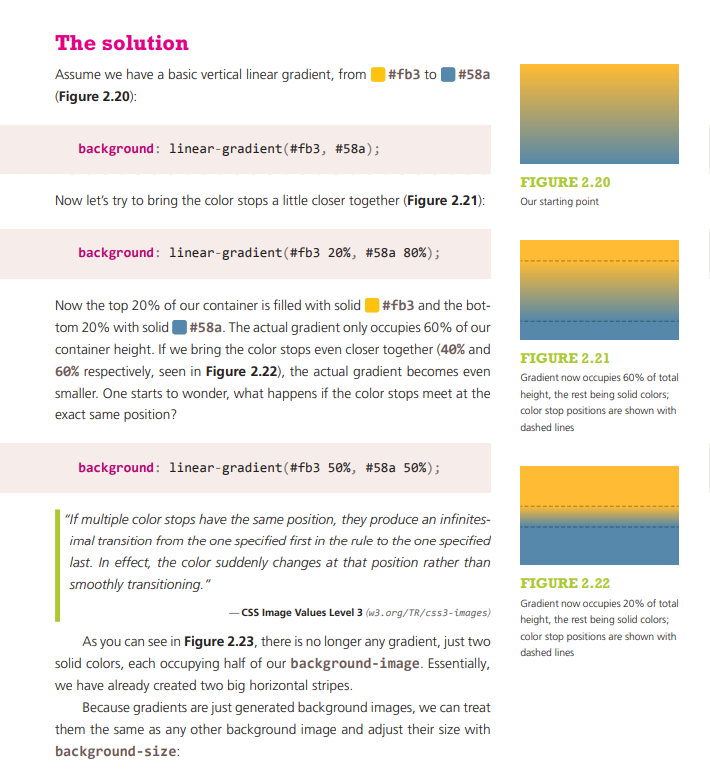 The solution
Assume we have a basic vertical linear gradient, from #fb3 to #58a
(Figure 2.20):
background: linear-gradient(#fb3, #58a);
Now let’s try to bring the color stops a little closer together (Figure 2.21):
background: linear-gradient(#fb3 20%, #58a 80%);
Now the top 20% of our container is filled with solid #fb3 and the bot-
tom 20% with solid #58a. The actual gradient only occupies 60% of our
container height. If we bring the color stops even closer together (40% and
60% respectively, seen in Figure 2.22), the actual gradient becomes even
smaller. One starts to wonder, what happens if the color stops meet at the
exact same position?
background: linear-gradient(#fb3 50%, #58a 50%);
“If multiple color stops have the same position, they produce an infinites-
imal transition from the one specified first in the rule to the one specified
last. In effect, the color suddenly changes at that position rather than
smoothly transitioning.”
— CSS Image Values Level 3 (w3.org/TR/css3-images)
As you can see in Figure 2.23, there is no longer any gradient, just two
solid colors, each occupying half of our background-image. Essentially,
we have already created two big horizontal stripes.
Because gradients are just generated background images, we can treat
them the same as any other background image and adjust their size with
background-size:
FIGURE 2.20
Our starting point
FIGURE 2.21
Gradient now occupies 60% of total
height, the rest being solid colors;
color stop positions are shown with
dashed lines
FIGURE 2.22
Gradient now occupies 20% of total
height, the rest being solid colors;
color stop positions are shown with
dashed lines